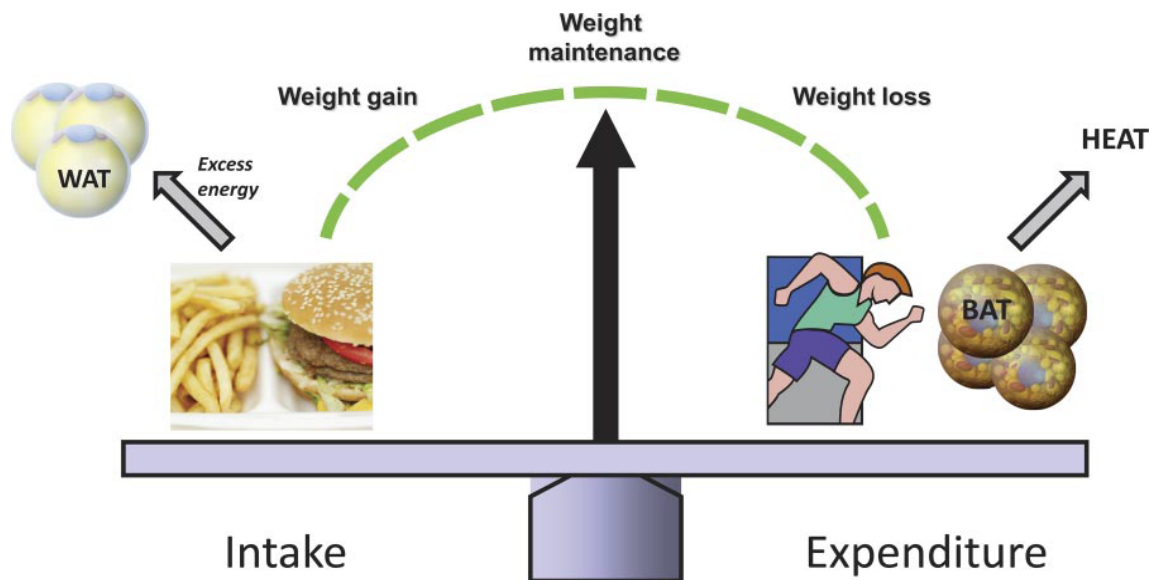 Weight
maintenance
Weight gain
Weight loss
HEAT
WAT
Excess
energy
BAT
Intake
Expenditure